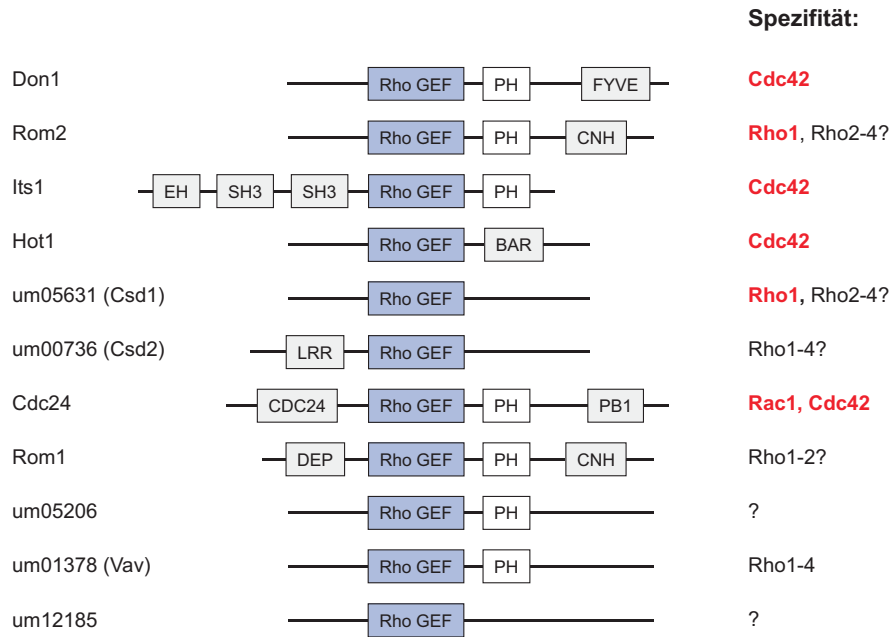 Spezifität:
Don1 Rho GEF PH FYVE Cdc42
Rom2 Rho GEF PH CNH Rho1, Rho2-4?
Its1 EH SH3 SH3 Rho GEF PH Cdc42
Hot1 Rho GEF BAR Cdc42
um05631 (Csd1) Rho GEF Rho1, Rho2-4?
um00736 (Csd2) LRR Rho GEF Rho1-4?
Cdc24 CDC24 Rho GEF PH PB1 Rac1, Cdc42
Rom1 DEP Rho GEF PH CNH Rho1-2?
um05206 Rho GEF PH ?
um01378 (Vav) Rho GEF PH Rho1-4
um12185 Rho GEF ?